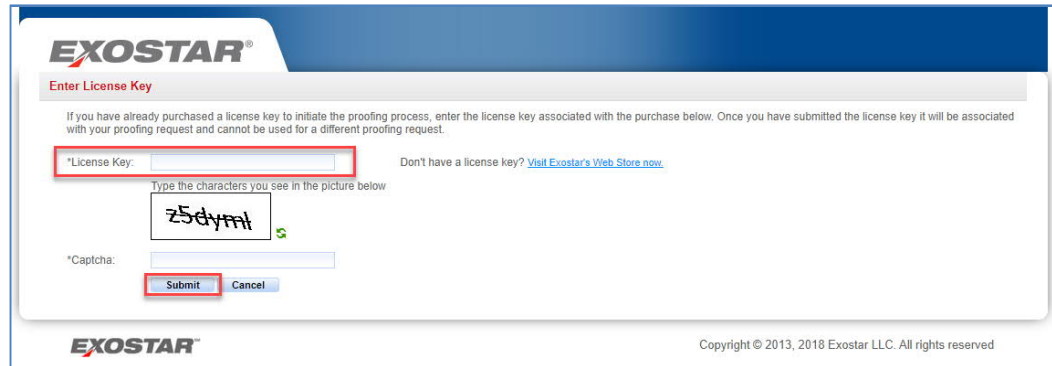 EXOSTAR®
Enter License Key
If you have already purchased a license key to initiate the proofing process, enter the license key associated with the purchase below. Once you have submitted the license key it will be associated
with your proofing request and cannot be used for a different proofing request.
*License Key: Don't have a license key? Visit Exostar's Web Store now.
Type the characters you see in the picture below
*Captcha:
Submit Cancel
EXOSTAR™ Copyright © 2013, 2018 Exostar LLC. All rights reserved